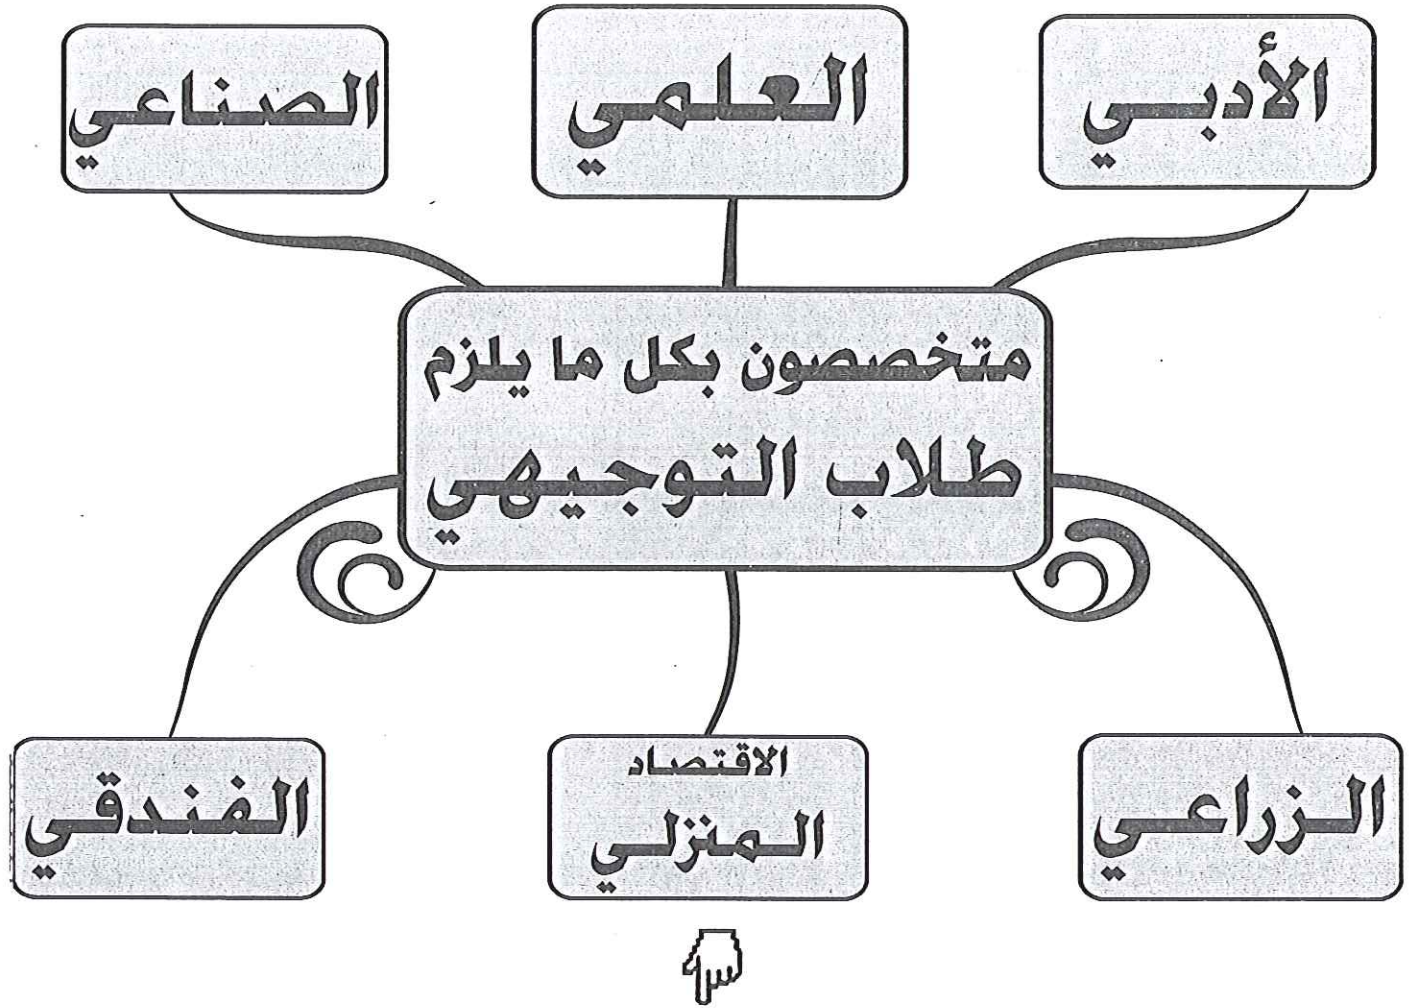 الأدبي
العلمي
الصناعي
متخصصون بكل ما يلزم
طلاب التوجيهي
الزراعي
الاقتصاد
المنزلي
الفندقي